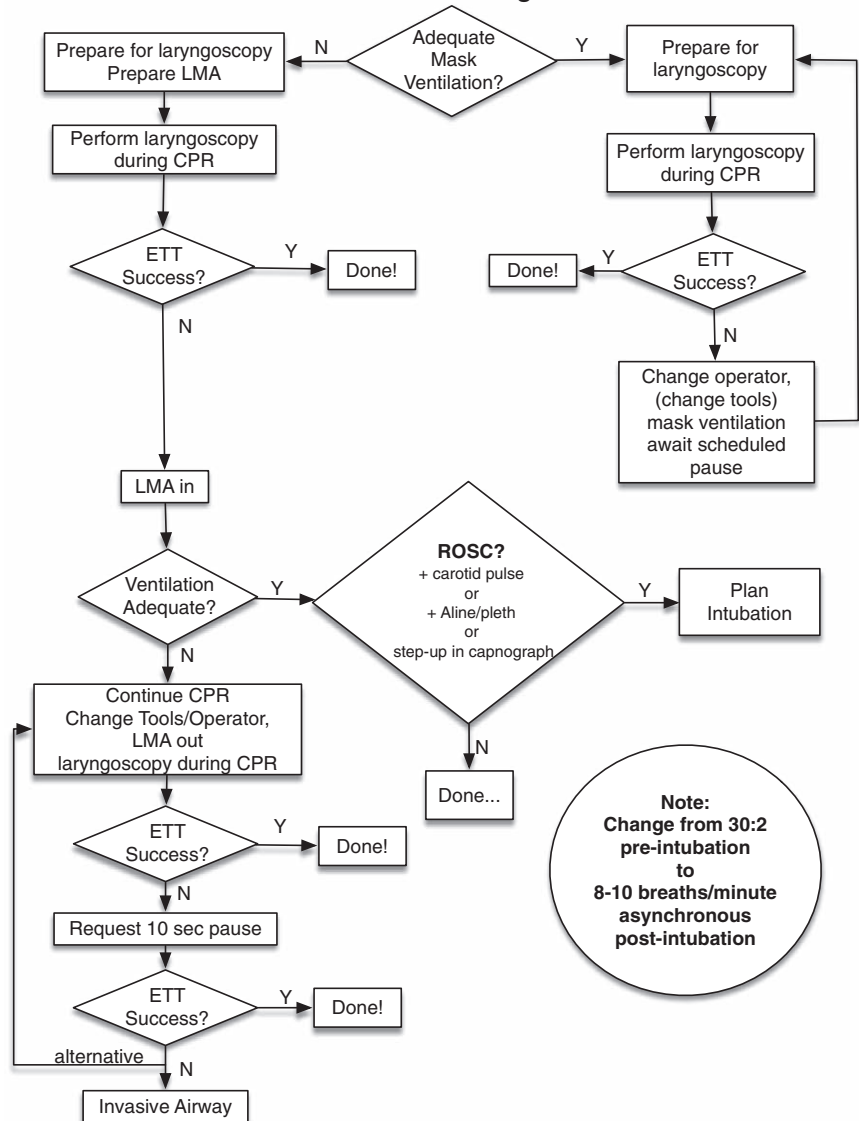 Adequate
Mask
Ventilation?
N
Y
Prepare for laryngoscopy
Prepare LMA
Prepare for
laryngoscopy
Perform laryngoscopy
during CPR
Perform laryngoscopy
during CPR
ETT
Success?
Y
Done!
N
Done!
Y
ETT
Success?
N
Change operator,
(change tools)
mask ventilation
await scheduled
pause
LMA in
Ventilation
Adequate?
Y
N
ROSC?
+ carotid pulse
or
+ Aline/pleth
or
step-up in capnograph
Y
Plan
Intubation
N
Done...
Continue CPR
Change Tools/Operator,
LMA out
laryngoscopy during CPR
ETT
Success?
Y
Done!
N
Request 10 sec pause
ETT
Success?
Y
Done!
alternative
N
Invasive Airway
Note:
Change from 30:2
pre-intubation
to
8-10 breaths/minute
asynchronous
post-intubation